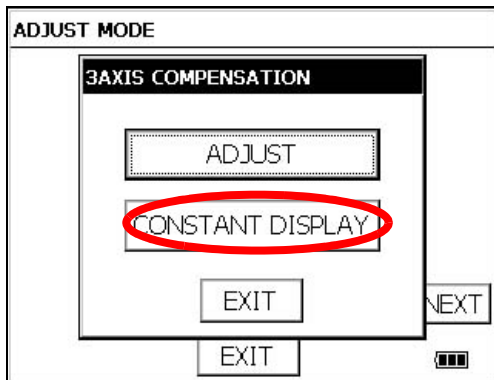 ADJUST MODE
3AXIS COMPENSATION
ADJUST
CONSTANT DISPLAY
EXIT
NEXT
EXIT